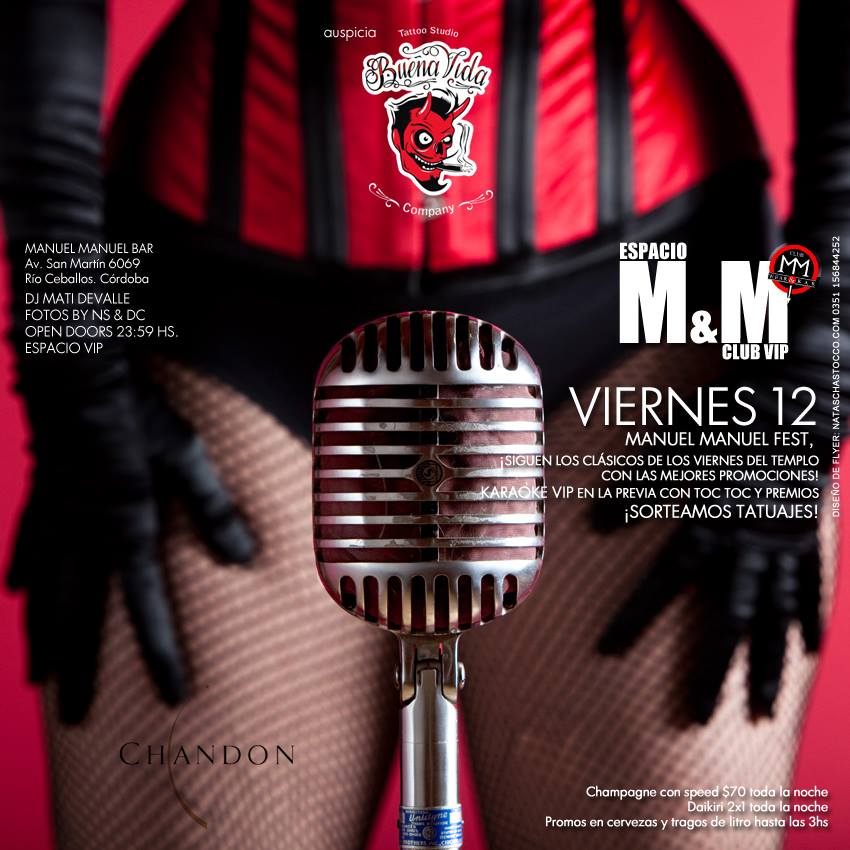 auspicia
Tattoo Studio
Buena Vida
Company
MANUEL MANUEL BAR
Av. San Martín 6069
Río Ceballos. Córdoba
DJ MATI DEVALLE
FOTOS BY NS & DC
OPEN DOORS 23:59 HS.
ESPACIO VIP
ESPACIO
M&M
CLUB VIP
CLUB
MM
VIERNES 12
MANUEL MANUEL FEST,
¡SIGUEN LOS CLÁSICOS DE LOS VIERNES DEL TEMPLO
CON LAS MEJORES PROMOCIONES!
KARAOKE VIP EN LA PREVIA CON TOC TOC Y PREMIOS
¡SORTEAMOS TATUAJES!
DISEÑO DE FLYER: NATASCHASTOCCO.COM 0351 156844252
CHANDON
Unidyne
Champagne con speed $70 toda la noche
Daikiri 2x1 toda la noche
Promos en cervezas y tragos de litro hasta las 3hs